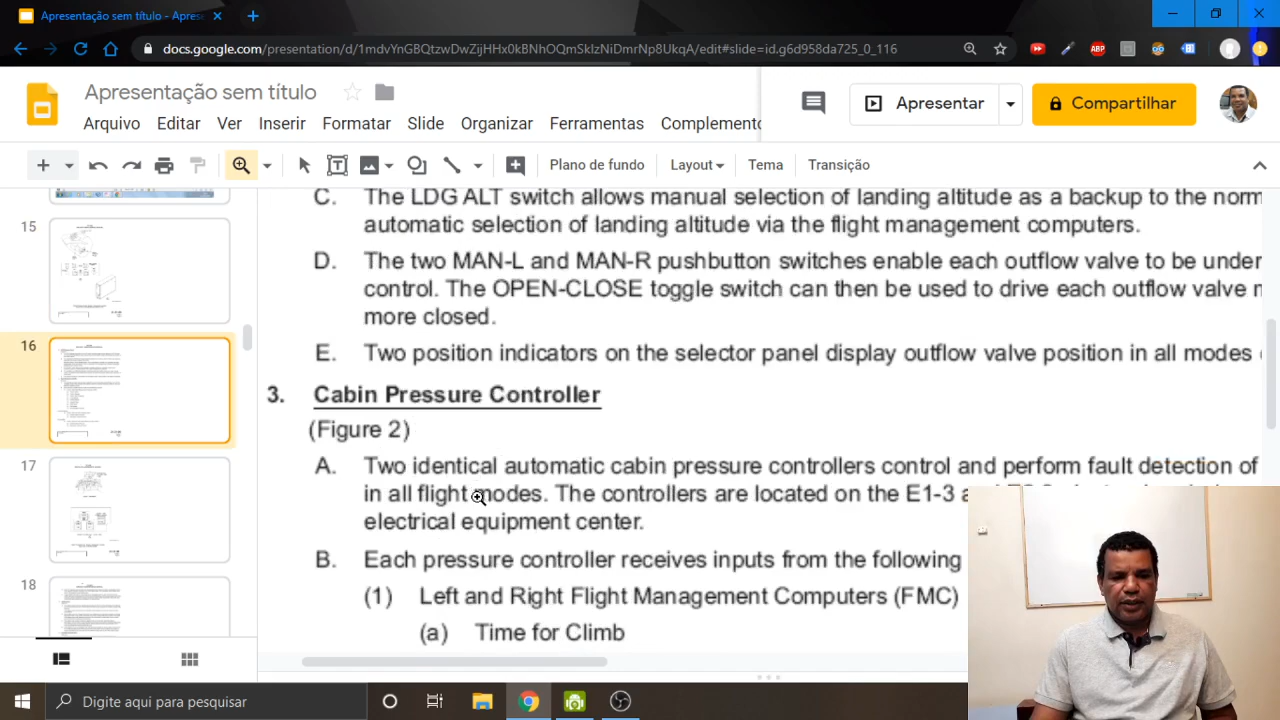 Apresentação sem título - Apres
docs.google.com/presentation/d/1mdvYnGBQtzwDwZijHHx0kBNhOQmSkIzNiDmrNp8UkqA/edit#slide=id.g6d958da725_0_116
ABP
Apresentação sem título
Apresentar
Compartilhar
Arquivo Editar Ver Inserir Formatar Slide Organizar Ferramentas Complemento
Plano de fundo Layout Tema Transição
15
16
17
18
C. The LDG ALT switch allows manual selection of landing altitude as a backup to the norm
automatic selection of landing altitude via the flight management computers.
D. The two MAN-L and MAN-R pushbutton switches enable each outflow valve to be under
control. The OPEN-CLOSE toggle switch can then be used to drive each outflow valve m
more closed.
E. Two position indicators on the selector panel display outflow valve position in all modes
3. Cabin Pressure Controller
(Figure 2)
A. Two identical automatic cabin pressure controllers control and perform fault detection of
in all flight modes. The controllers are located on the E1-3
electrical equipment center.
B. Each pressure controller receives inputs from the following
(1) Left and Right Flight Management Computers (FMC)
(a) Time for Climb
Digite aqui para pesquisar